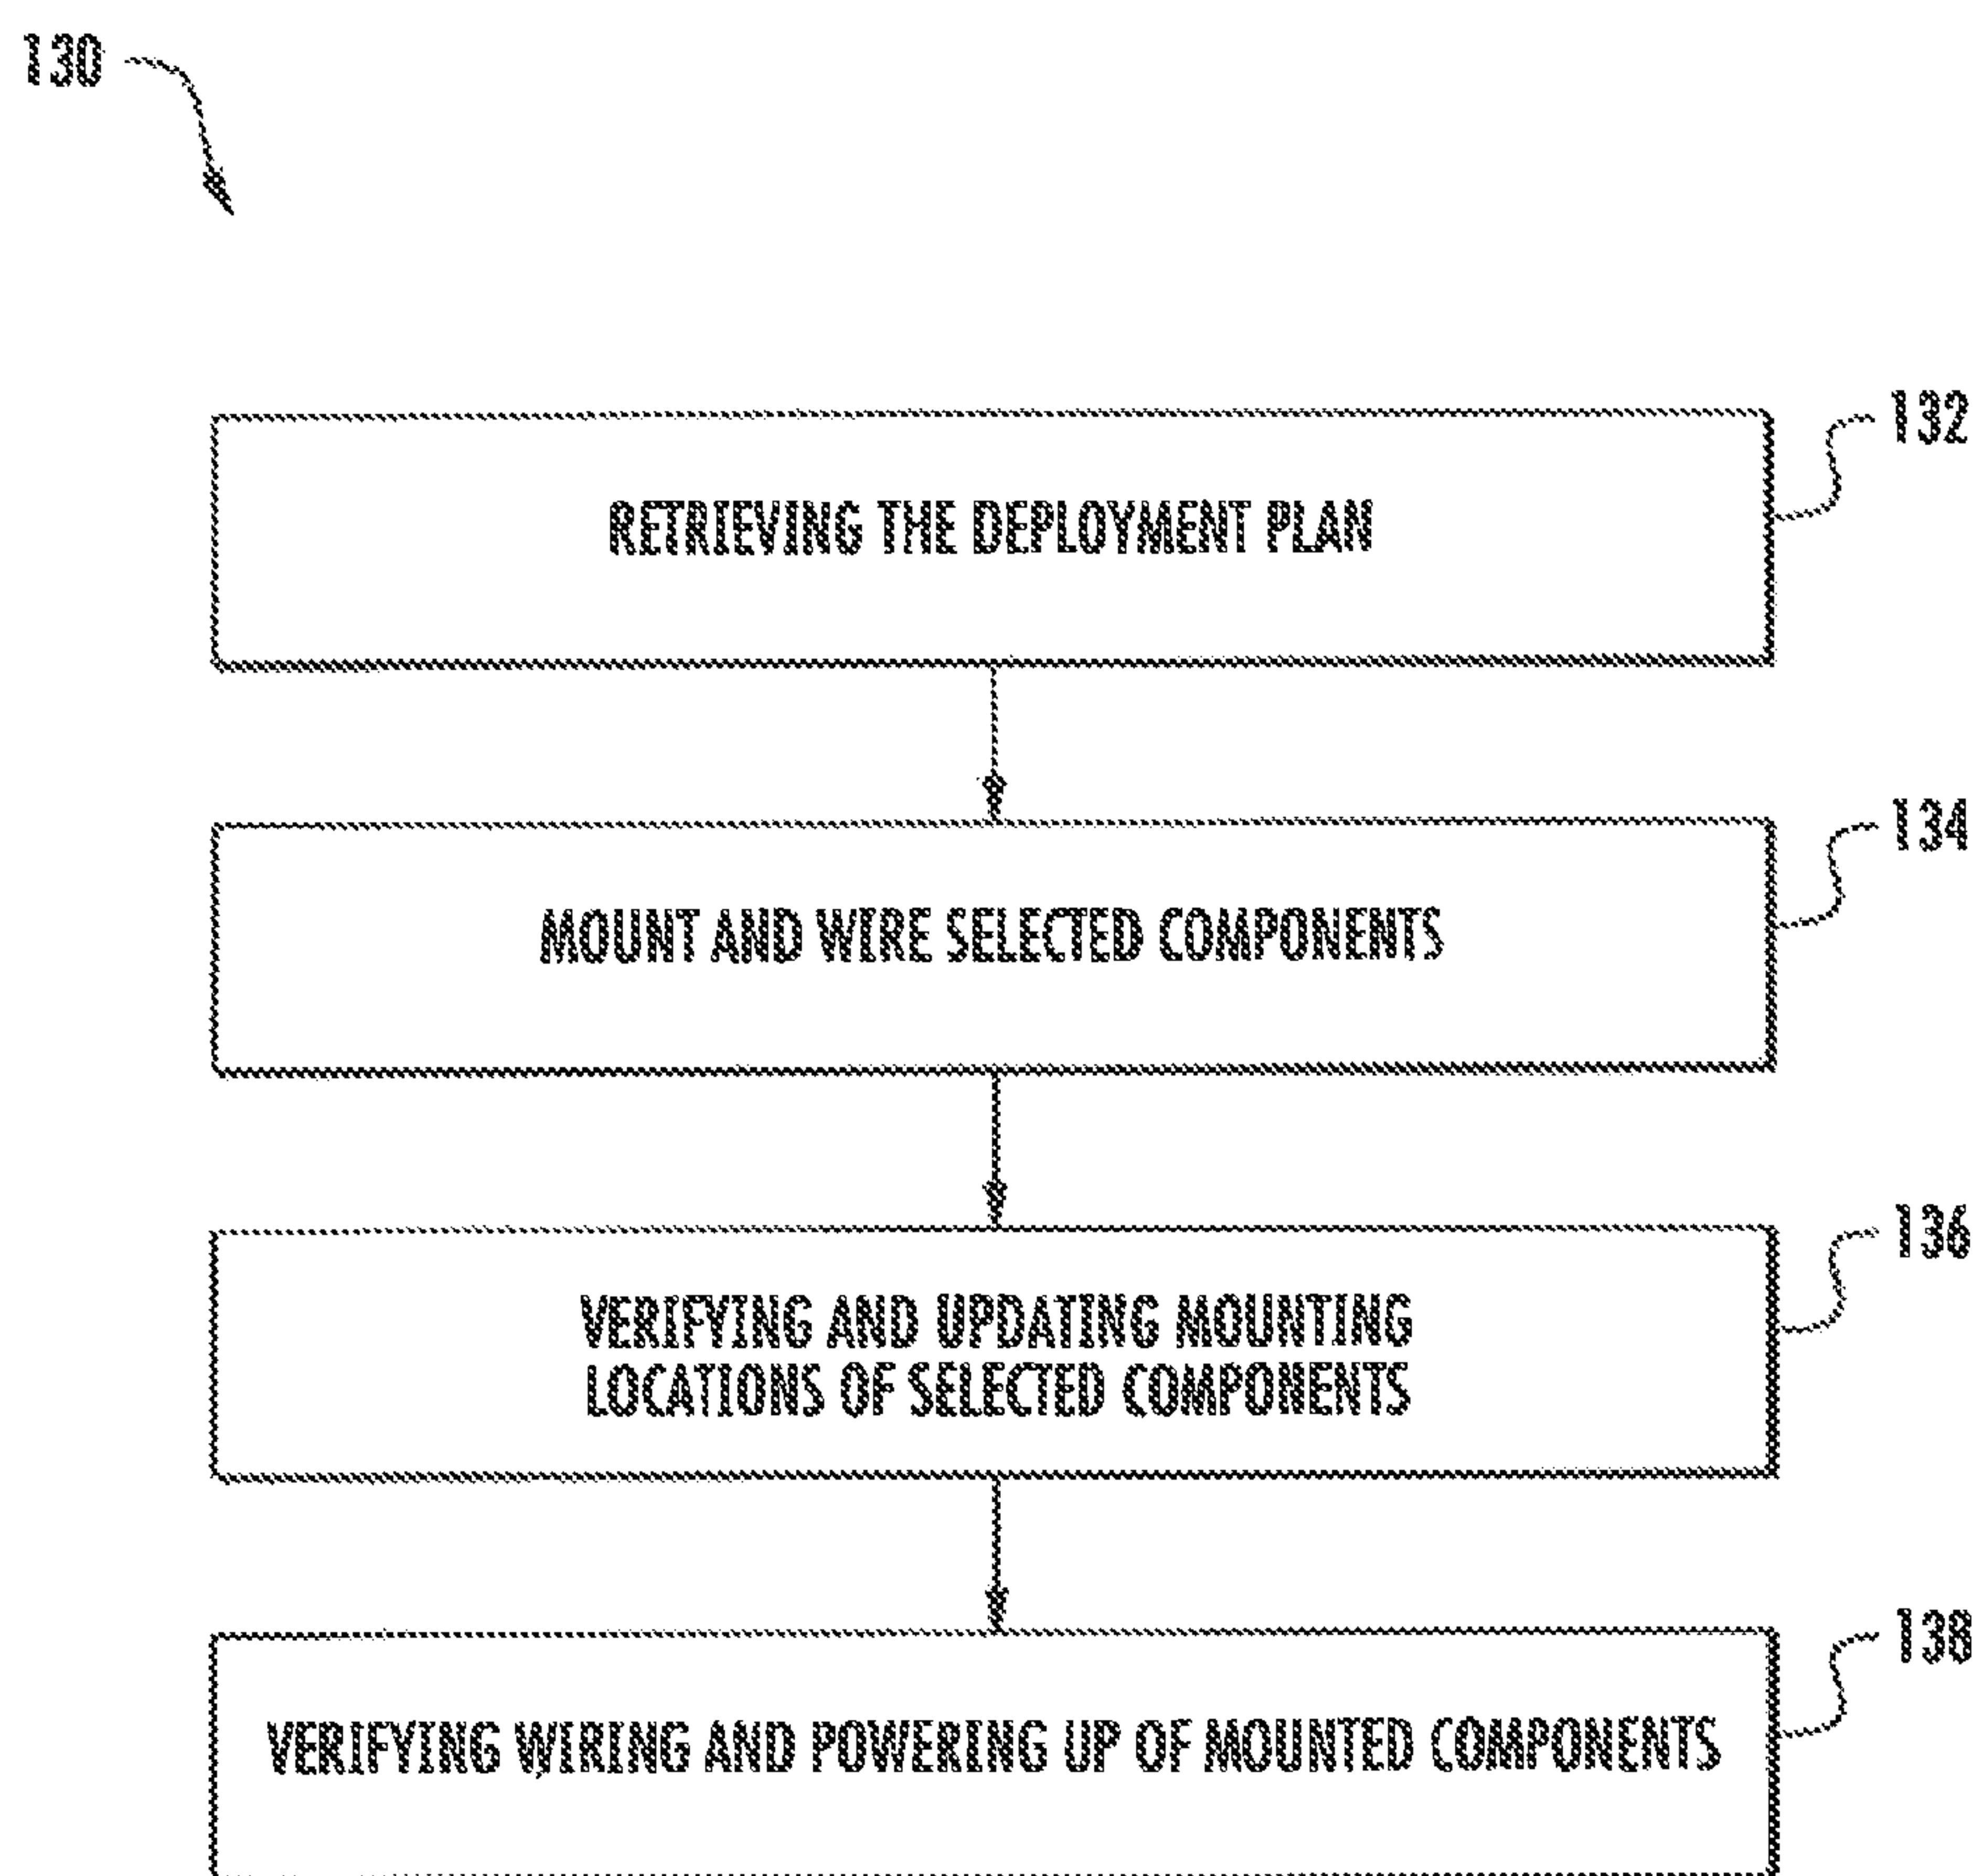 130
132
RETRIEVING THE DEPLOYMENT PLAN
134
MOUNT AND WIRE SELECTED COMPONENTS
136
VERIFYING AND UPDATING MOUNTING
LOCATIONS OF SELECTED COMPONENTS
138
VERIFYING WIRING AND POWERING UP OF MOUNTED COMPONENTS